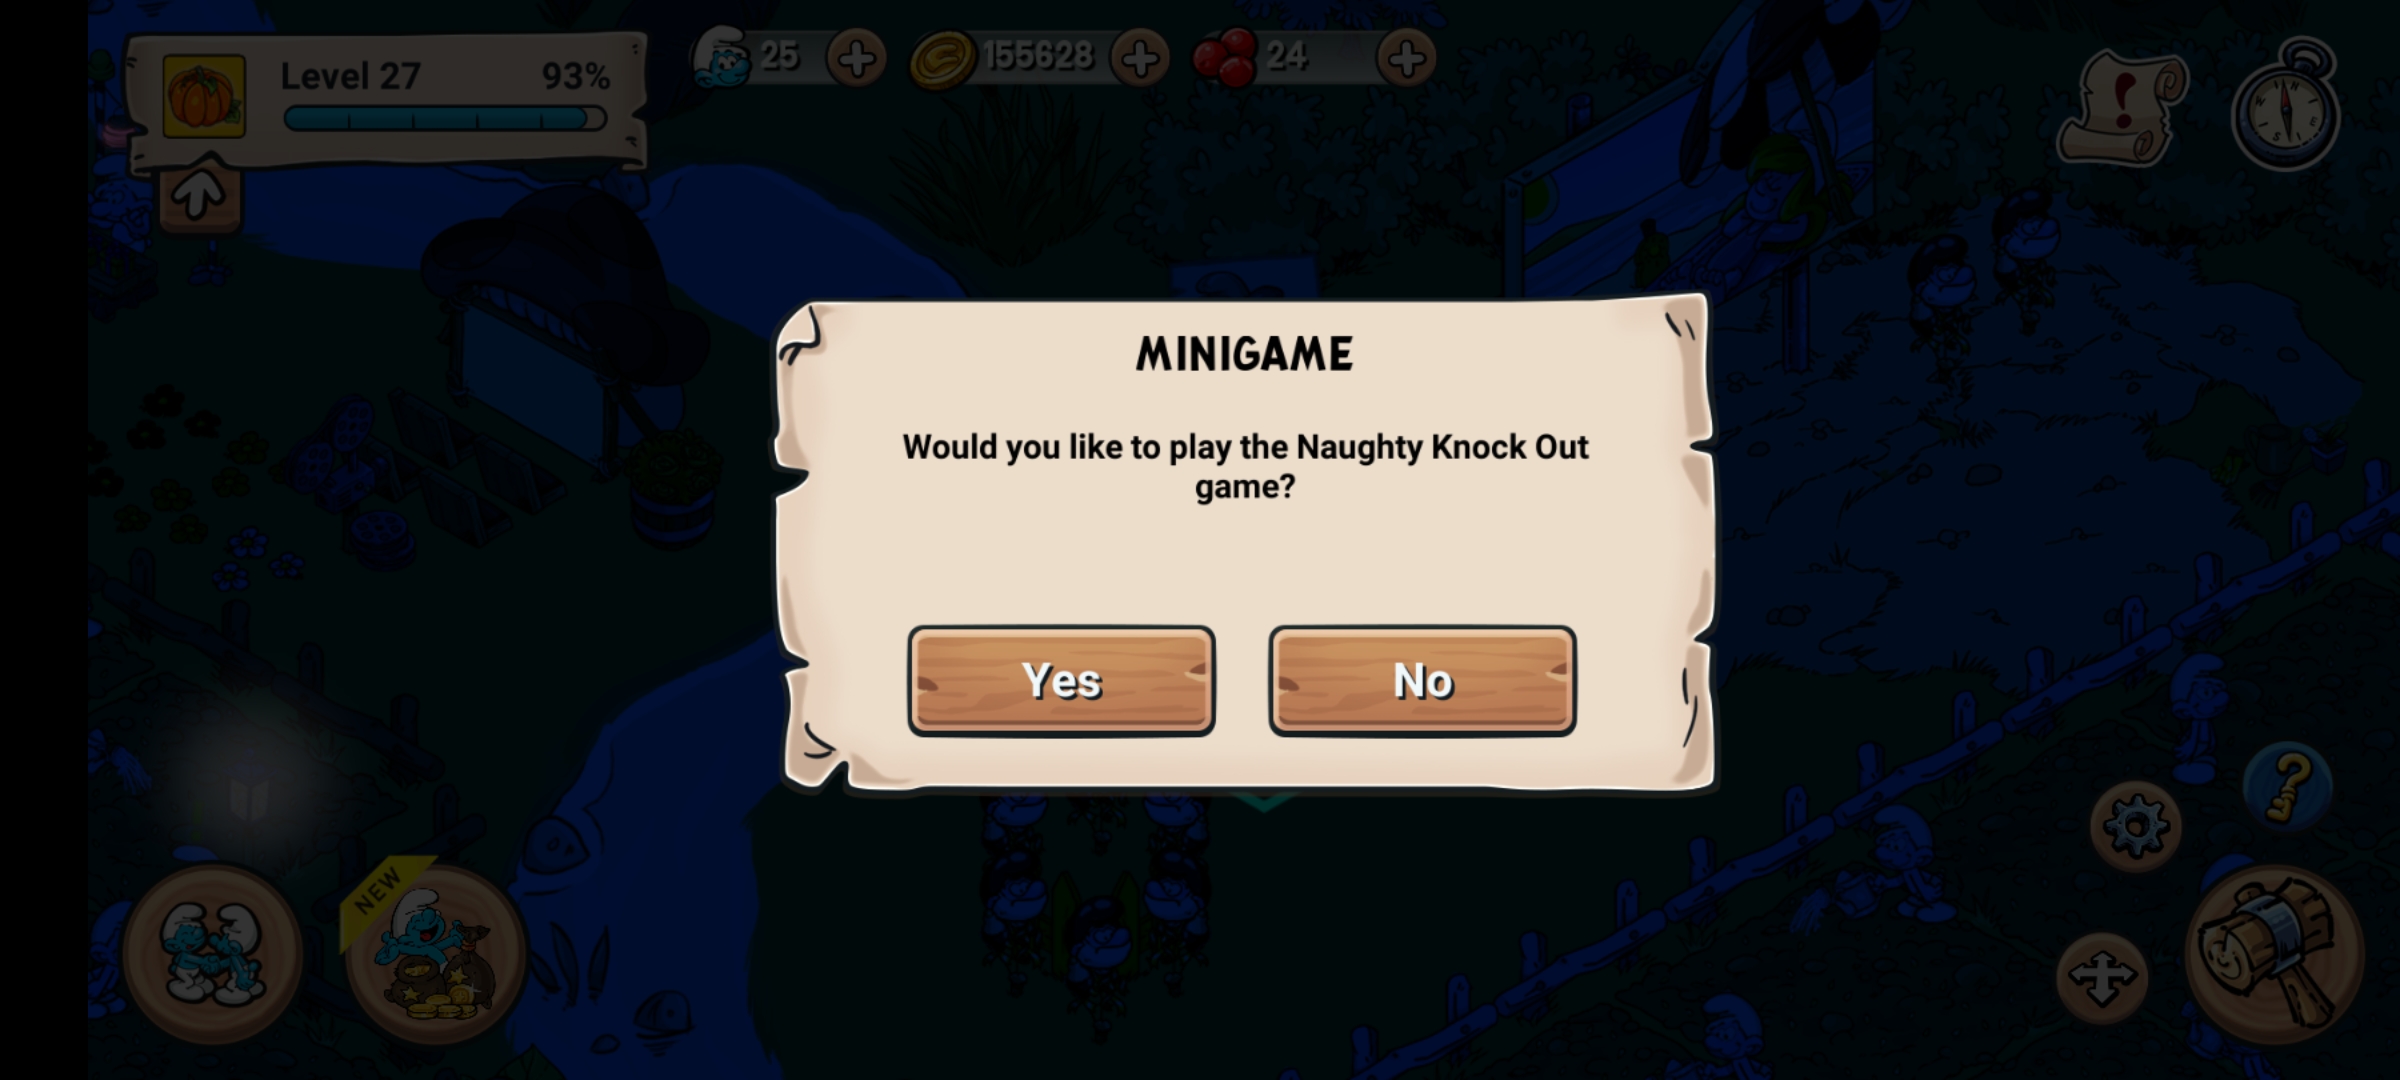 Level 27 93%
25
155628
24
MINIGAME
Would you like to play the Naughty Knock Out
game?
Yes
No
NEW